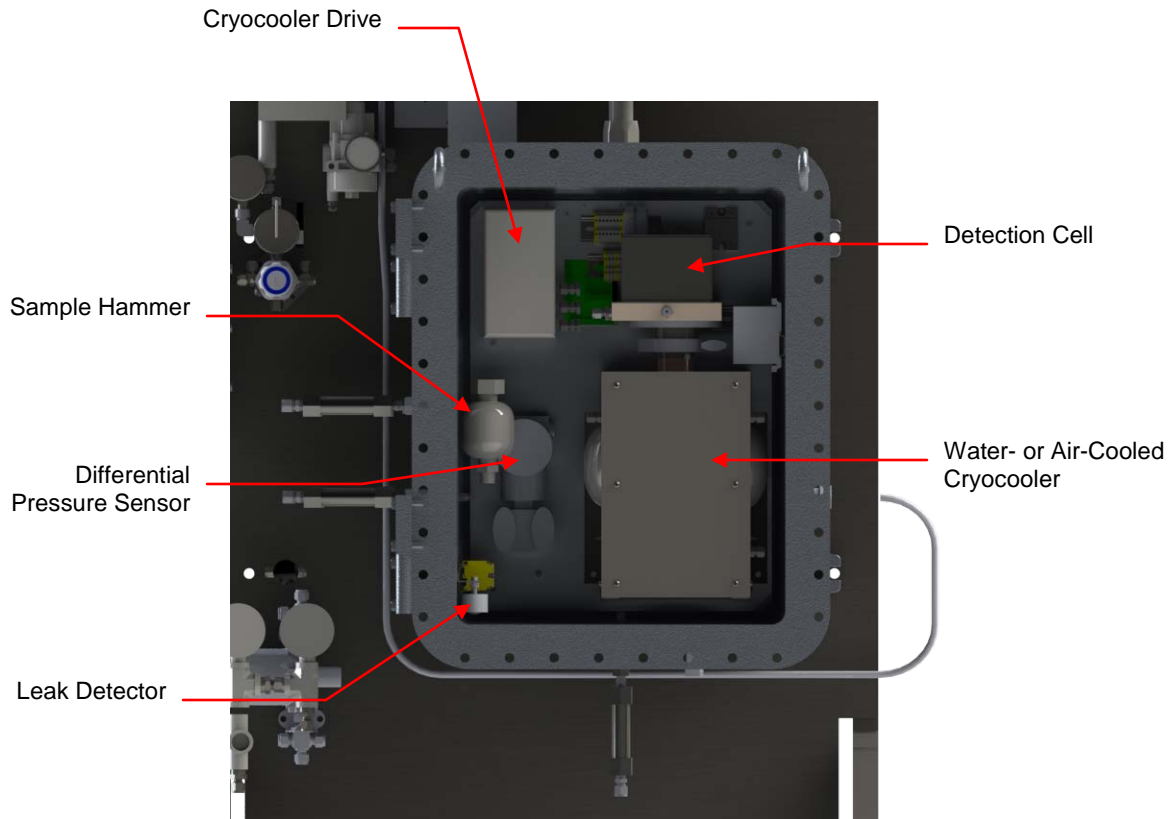 Cryocooler Drive
Detection Cell
Sample Hammer
Differential
Pressure Sensor
Water- or Air-Cooled
Cryocooler
Leak Detector